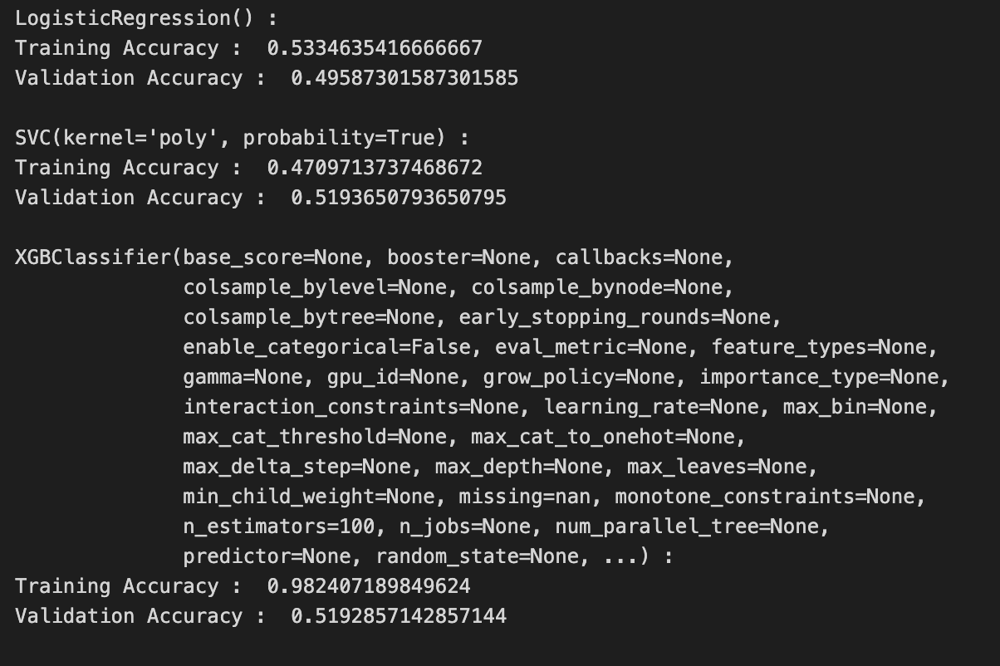 LogisticRegression() :
Training Accuracy :  0.5334635416666667
Validation Accuracy :  0.49587301587301585
SVC(kernel='poly', probability=True) :
Training Accuracy :  0.4709713737468672
Validation Accuracy :  0.5193650793650795
XGBClassifier(base_score=None, booster=None, callbacks=None,
colsample_bylevel=None, colsample_bynode=None,
colsample_bytree=None, early_stopping_rounds=None,
enable_categorical=False, eval_metric=None, feature_types=None,
gamma=None, gpu_id=None, grow_policy=None, importance_type=None,
interaction_constraints=None, learning_rate=None, max_bin=None,
max_cat_threshold=None, max_cat_to_onehot=None,
max_delta_step=None, max_depth=None, max_leaves=None,
min_child_weight=None, missing=nan, monotone_constraints=None,
n_estimators=100, n_jobs=None, num_parallel_tree=None,
predictor=None, random_state=None, ...) :
Training Accuracy :  0.982407189849624
Validation Accuracy :  0.5192857142857144